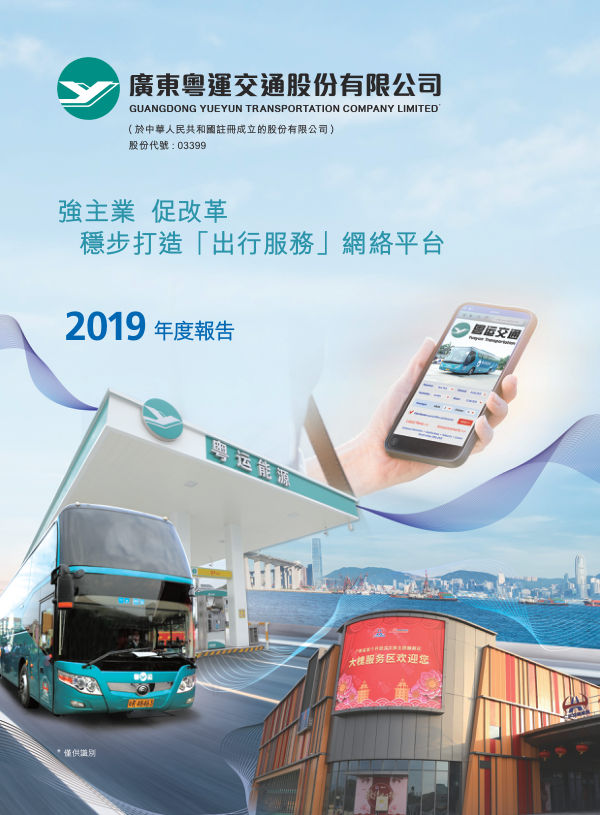 廣東粵運交通股份有限公司
GUANGDONG YUEYUN TRANSPORTATION COMPANY LIMITED*
（於中華人民共和國註冊成立的股份有限公司）
股份代號 : 03399
強主業 促改革
穩步打造「出行服務」網絡平台
2019 年度報告
粤运交通
Yueyun Transportation
粤运能源
大槐服务区欢迎您
* 僅供識別